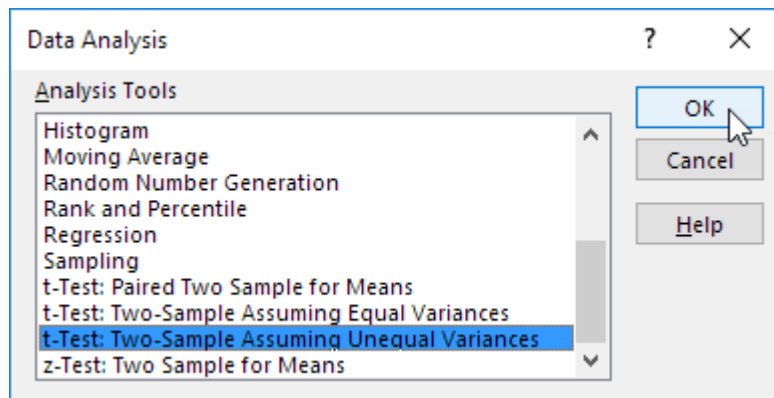 Data Analysis ?
Analysis Tools
Histogram
Moving Average
Random Number Generation
Rank and Percentile
Regression
Sampling
t-Test: Paired Two Sample for Means
t-Test: Two-Sample Assuming Equal Variances
t-Test: Two-Sample Assuming Unequal Variances
z-Test: Two Sample for Means
OK
Cancel
Help